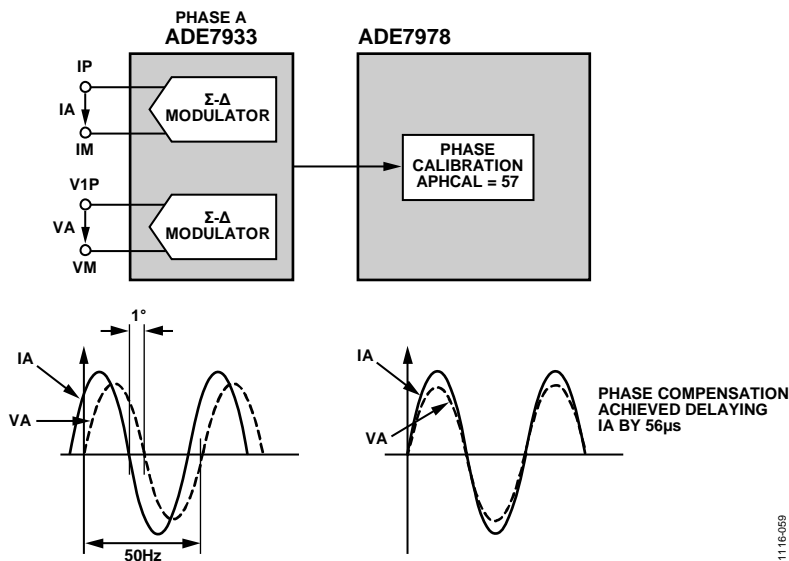 PHASE A
ADE7933
ADE7978
IP
IA
IM
Σ-Δ
MODULATOR
V1P
VA
VM
Σ-Δ
MODULATOR
PHASE
CALIBRATION
APHCAL = 57
1°
IA
VA
50Hz
IA
VA
PHASE COMPENSATION
ACHIEVED DELAYING
IA BY 56µs
1116-059